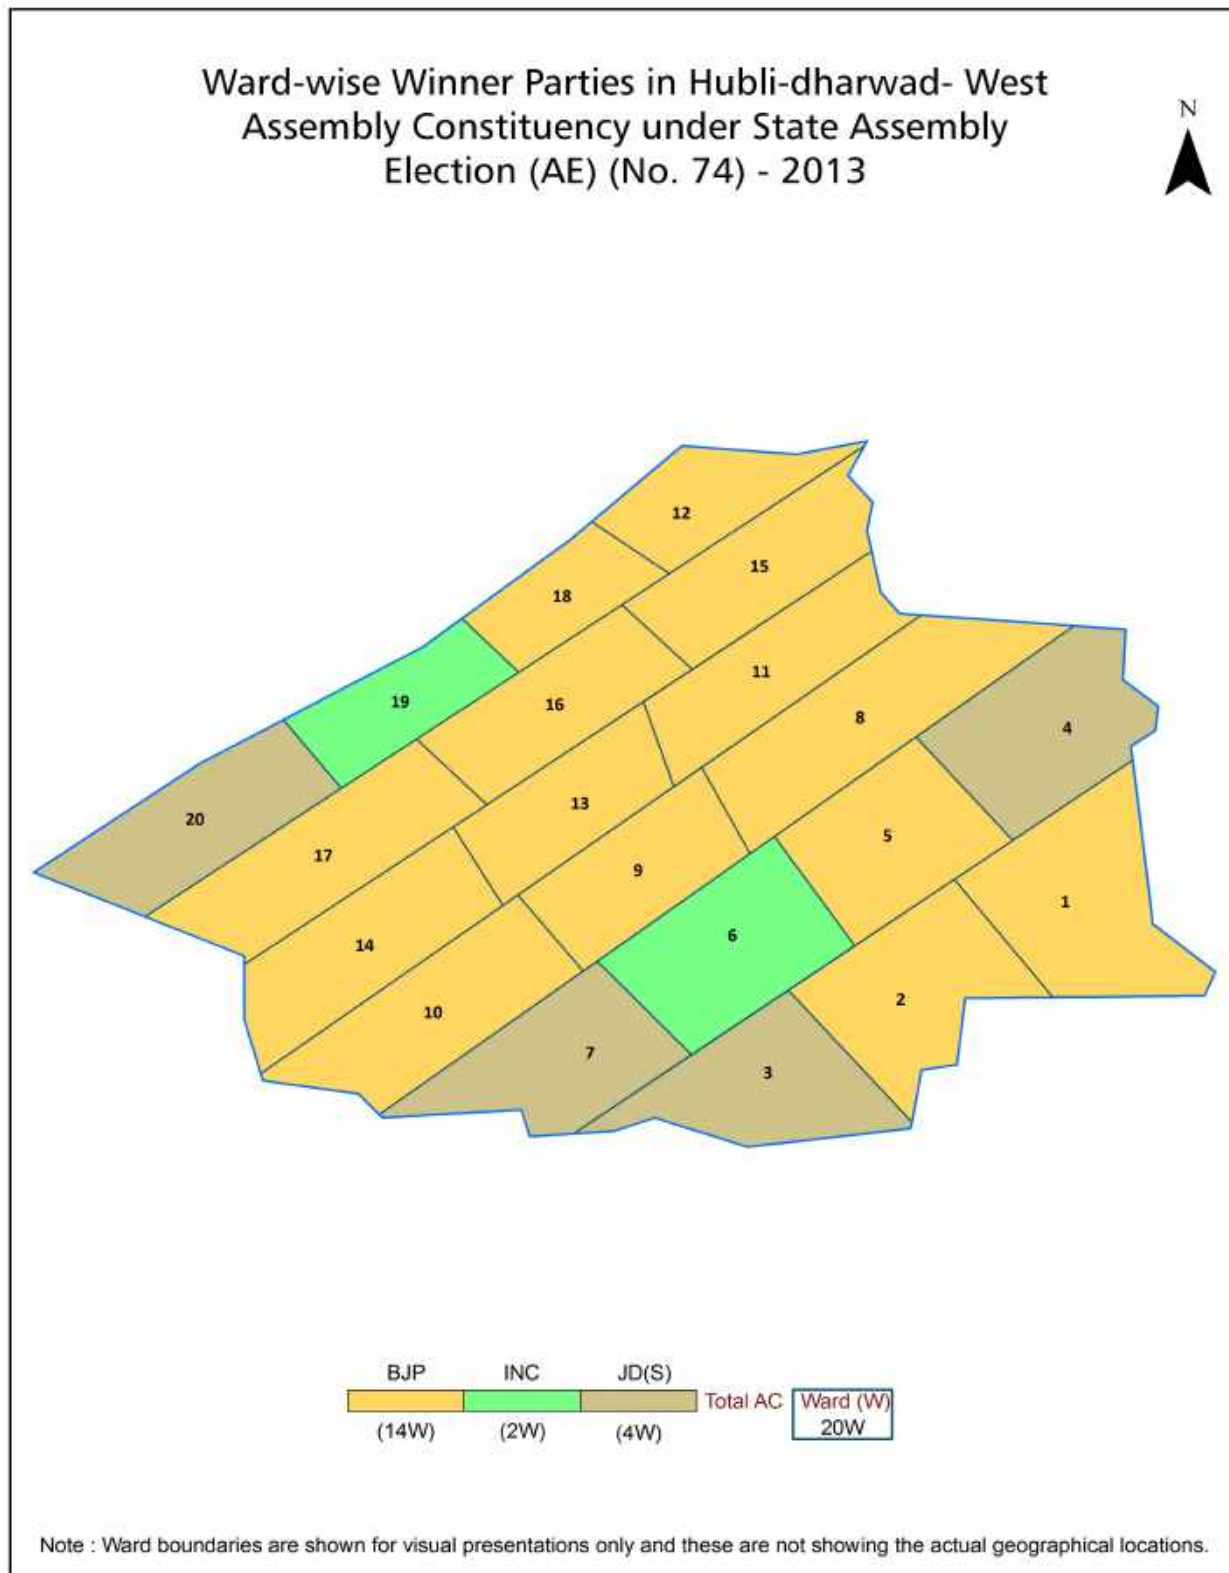 Ward-wise Winner Parties in Hubli-dharwad- West
Assembly Constituency under State Assembly
Election (AE) (No. 74) - 2013
N
12
15
18
11
19
16
8
4
13
5
20
17
9
1
6
14
2
10
7
3
BJP INC JD(S)
Total AC Ward (W)
(14W) (2W) (4W) 20W
Note : Ward boundaries are shown for visual presentations only and these are not showing the actual geographical locations.